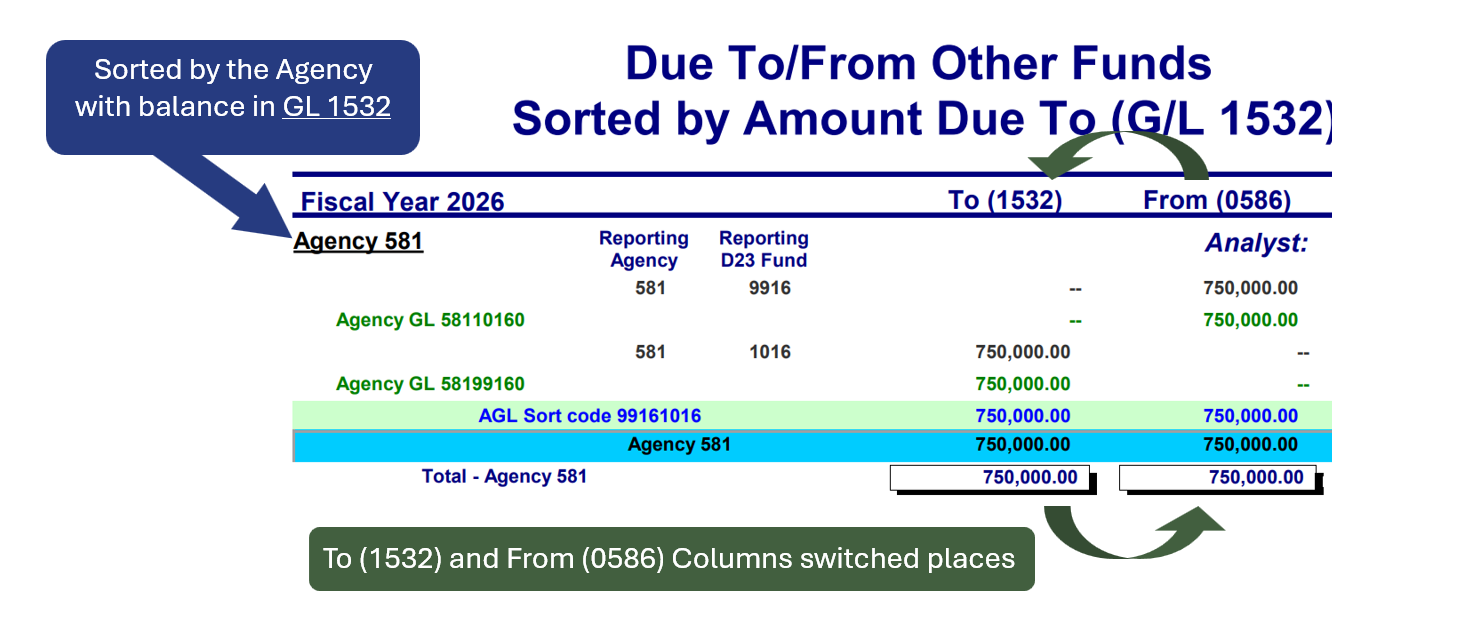 Sorted by the Agency
with balance in GL 1532
Due To/From Other Funds
Sorted by Amount Due To (G/L 1532)
Fiscal Year 2026 To (1532) From (0586)
Agency 581 Reporting Reporting Analyst:
Agency D23 Fund
581 9916 -- 750,000.00
Agency GL 58110160 -- 750,000.00
581 1016 750,000.00 --
Agency GL 58199160 750,000.00 --
AGL Sort code 99161016 750,000.00 750,000.00
Agency 581 750,000.00 750,000.00
Total - Agency 581 750,000.00 750,000.00
To (1532) and From (0586) Columns switched places